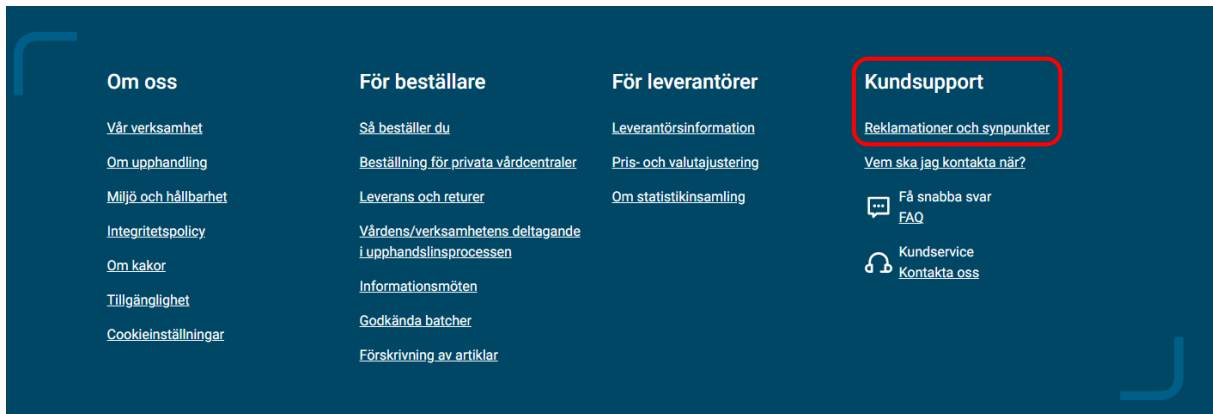 Om oss
Vår verksamhet
Om upphandling
Miljö och hållbarhet
Integritetspolicy
Om kakor
Tillgänglighet
Cookieinställningar
För beställare
Så beställer du
Beställning för privata vårdcentraler
Leverans och returer
Vårdens/verksamhetens deltagande
i upphandslinsprocessen
Informationsmöten
Godkända batcher
Förskrivning av artiklar
För leverantörer
Leverantörsinformation
Pris- och valutajustering
Om statistikinsamling
Kundsupport
Reklamationer och synpunkter
Vem ska jag kontakta när?
Få snabba svar
FAQ
Kundservice
Kontakta oss